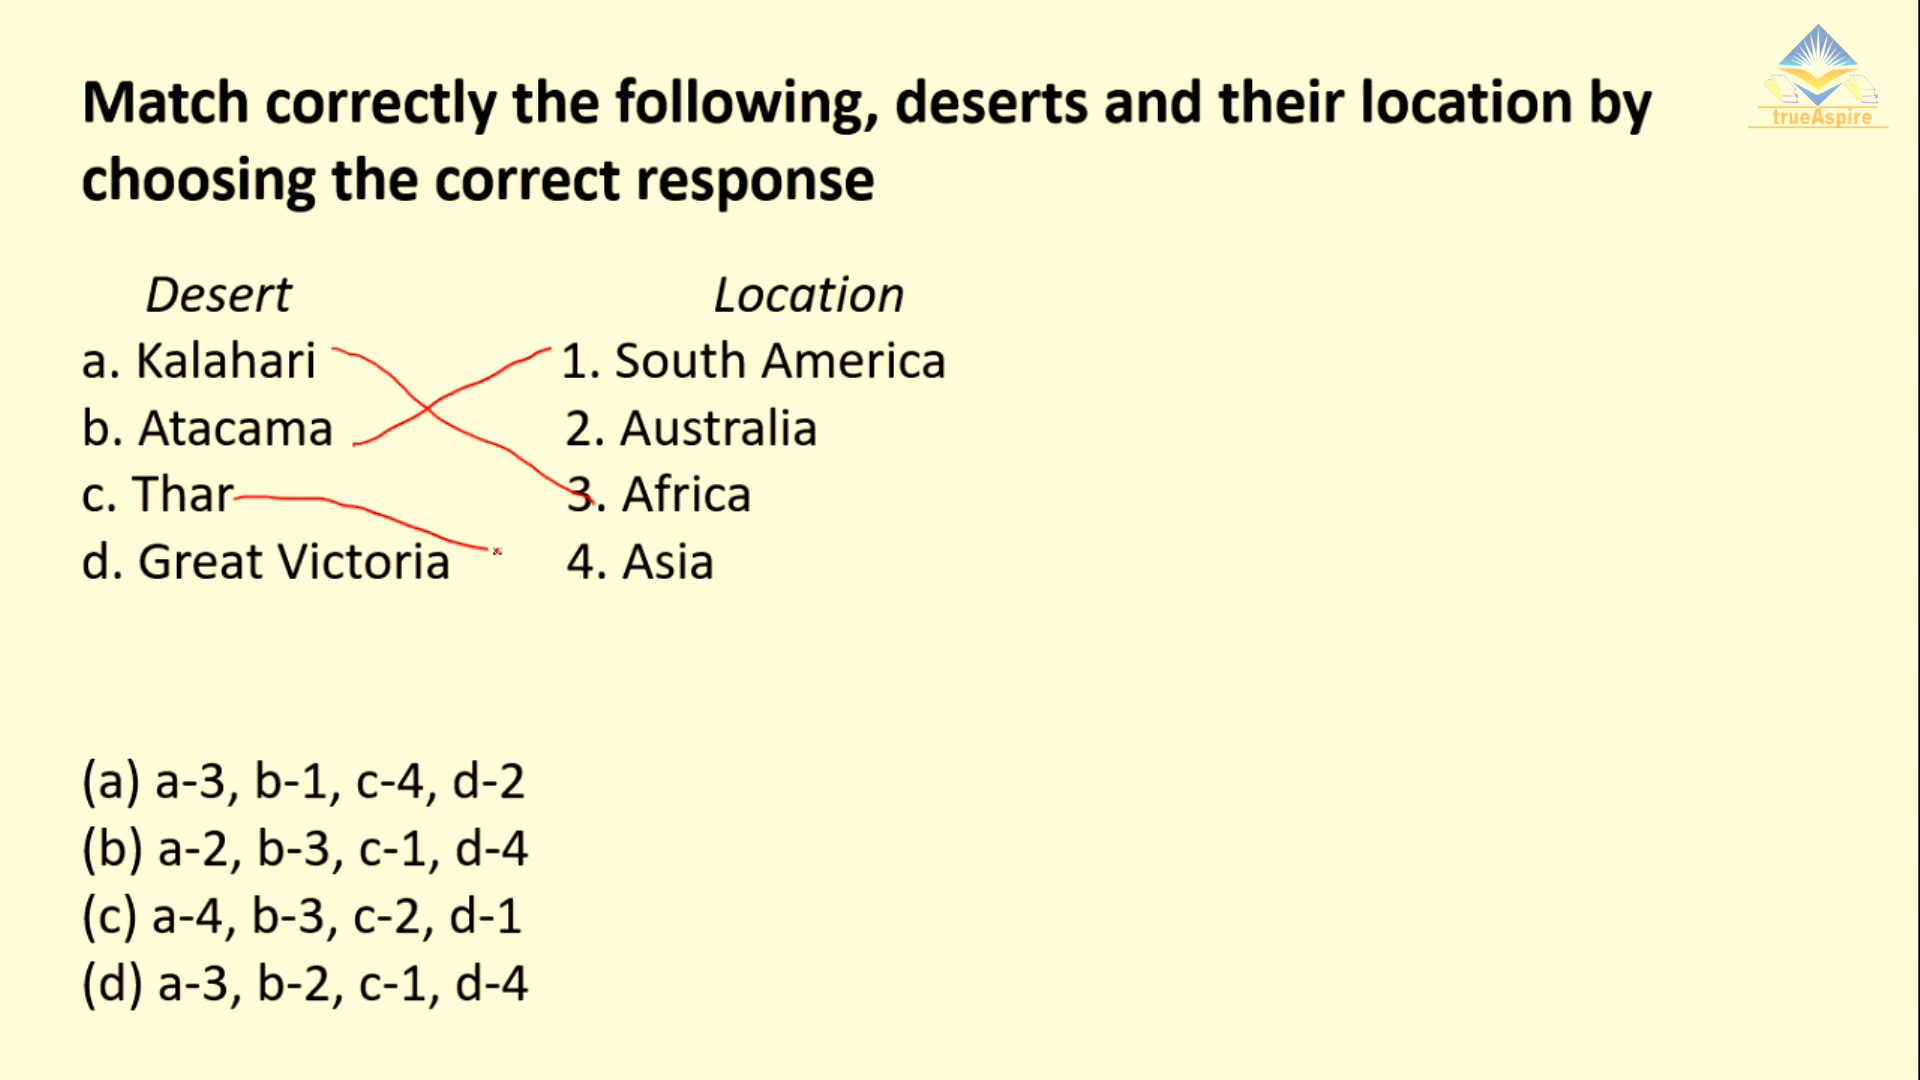 trueAspire
Match correctly the following, deserts and their location by
choosing the correct response
Desert Location
a. Kalahari 1. South America
b. Atacama 2. Australia
c. Thar 3. Africa
d. Great Victoria 4. Asia
(a) a-3, b-1, c-4, d-2
(b) a-2, b-3, c-1, d-4
(c) a-4, b-3, c-2, d-1
(d) a-3, b-2, c-1, d-4